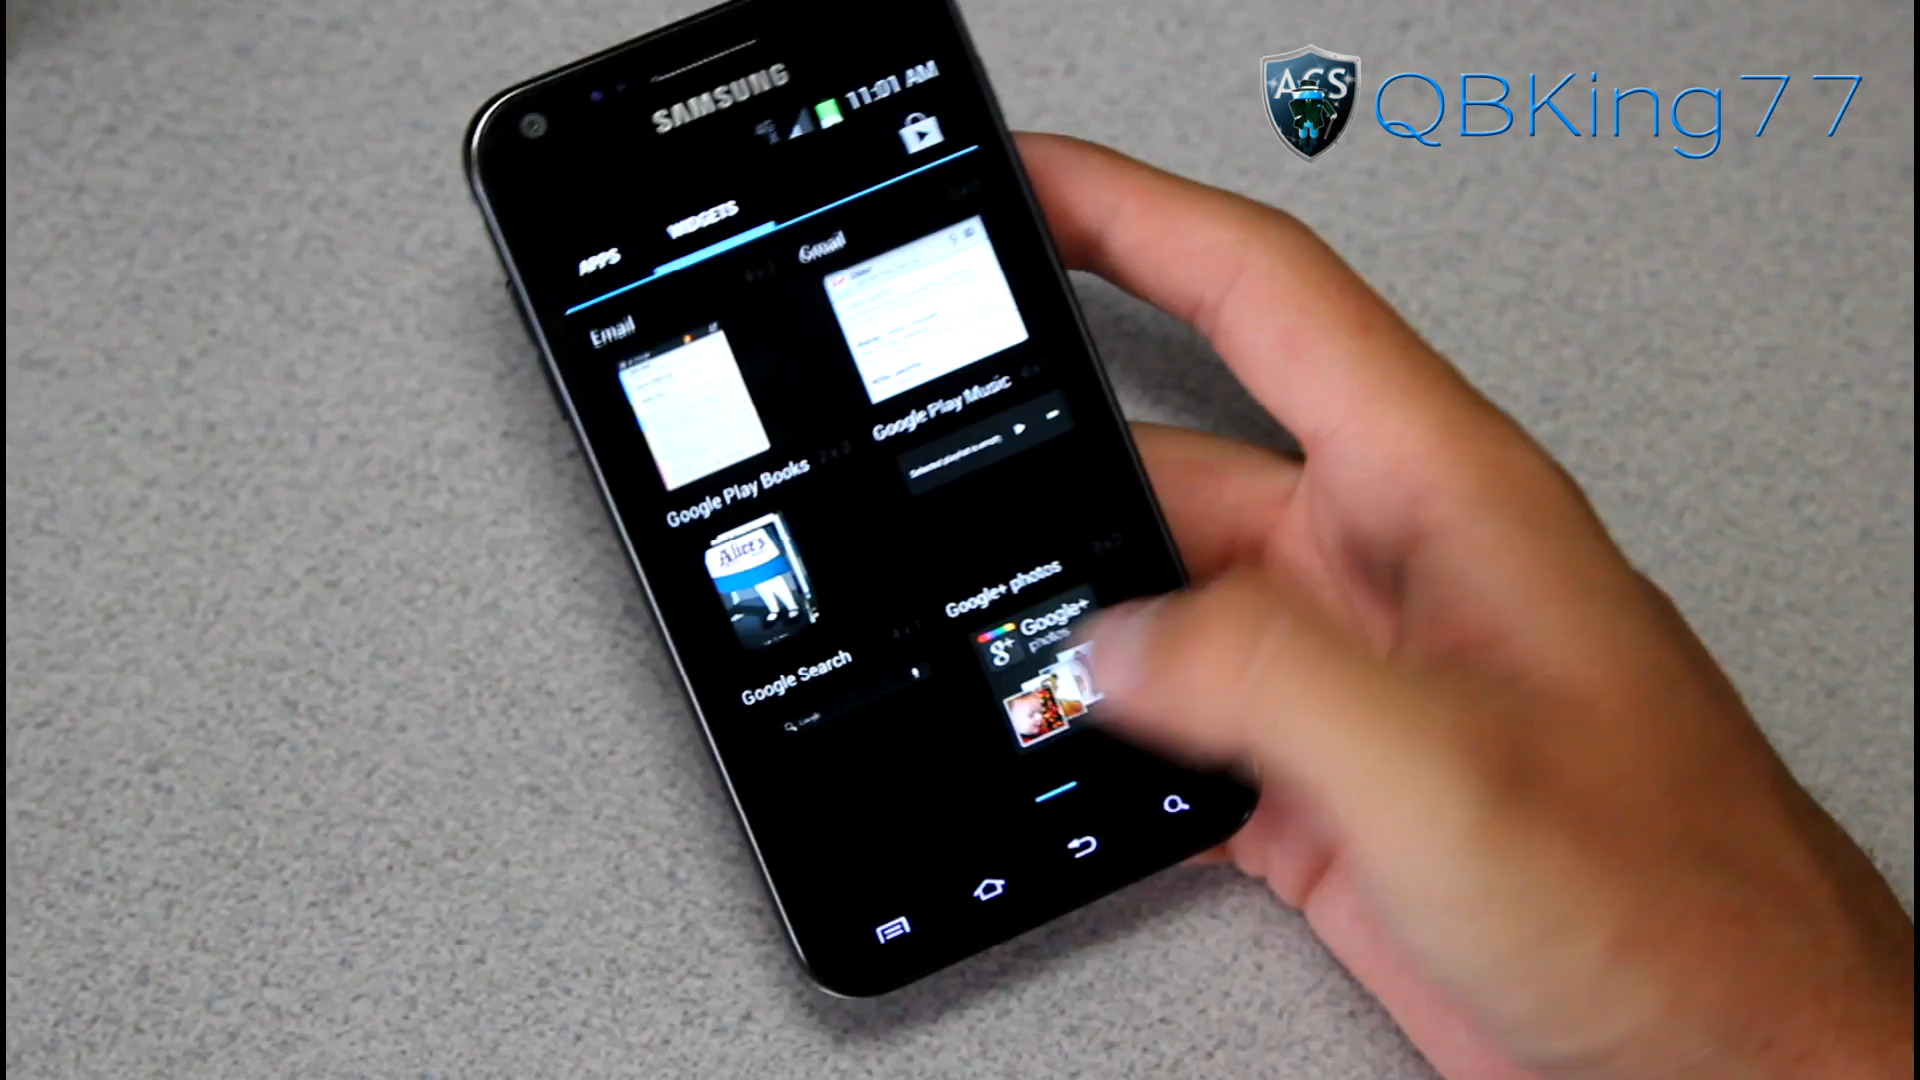 ACS QBKing77
SAMSUNG
4G 11:01 AM
APPS WIDGETS
Email
Gmail
Google Play Books
Google Play Music
Alice's
Google Search
Google+ photos
Google+
photos
g+